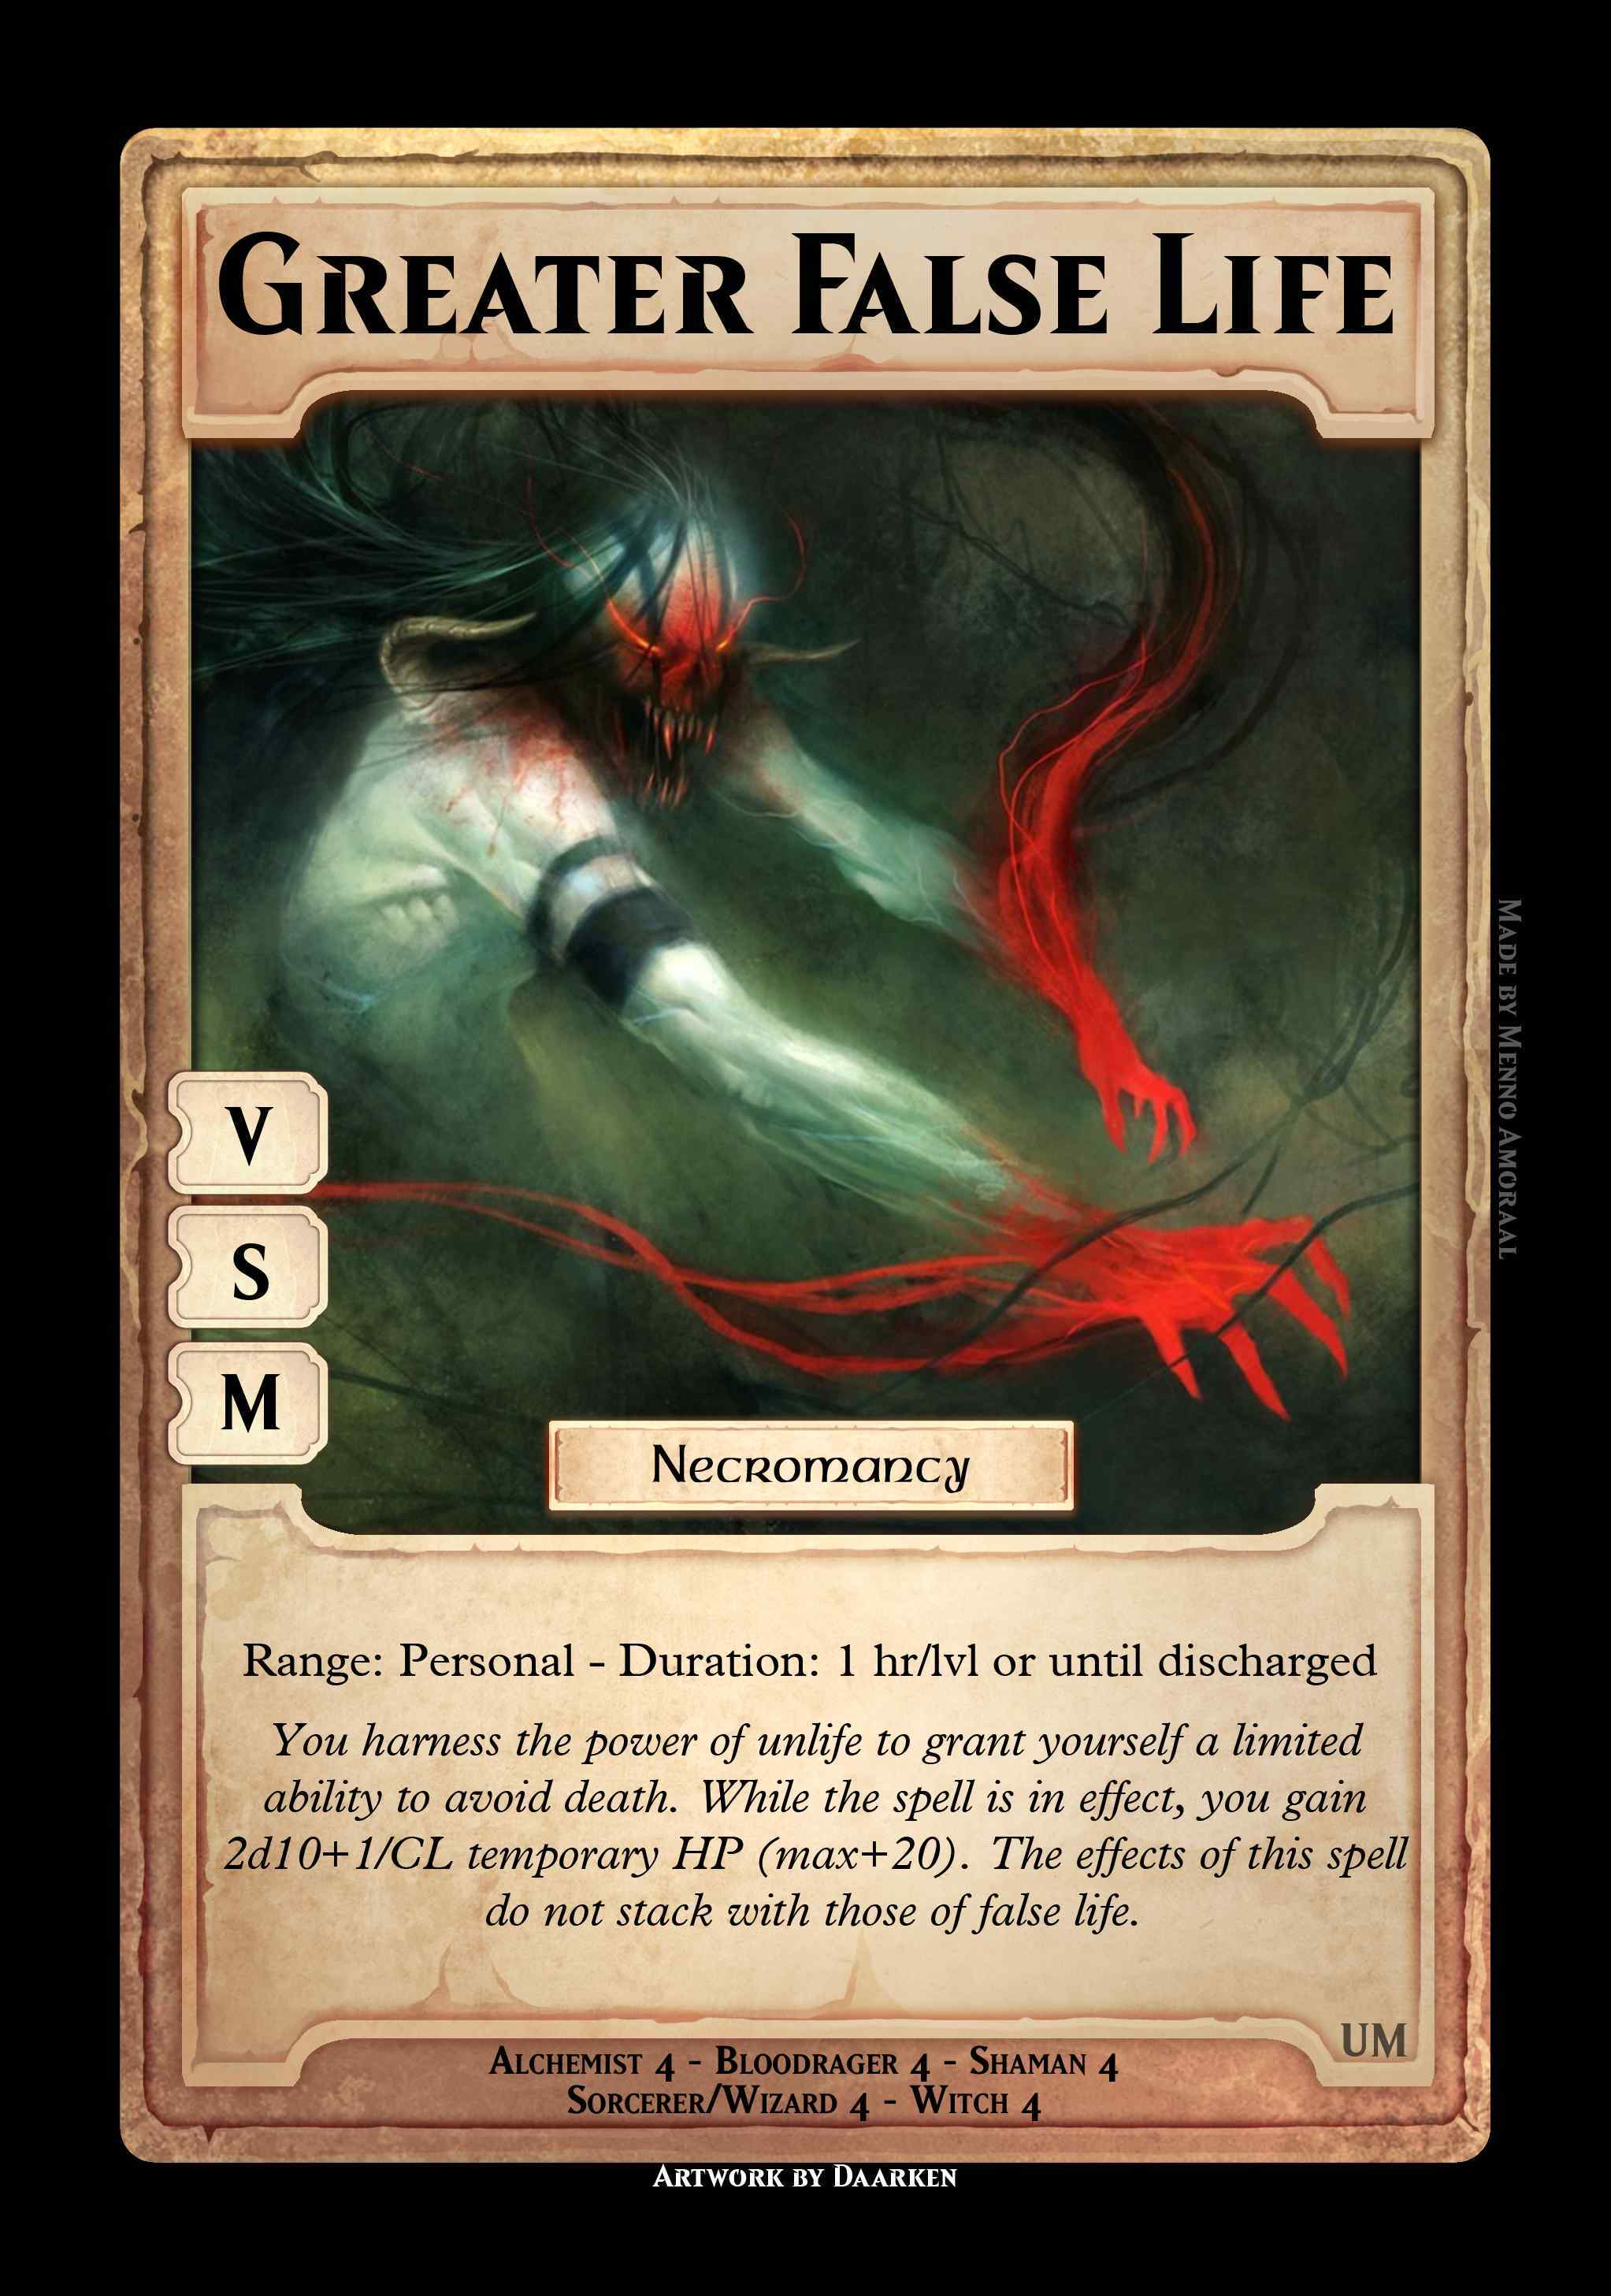 Greater False Life
V
S
M
Necromancy
Range: Personal - Duration: 1 hr/lvl or until discharged
You harness the power of unlife to grant yourself a limited
ability to avoid death. While the spell is in effect, you gain
2d10+1/CL temporary HP (max+20). The effects of this spell
do not stack with those of false life.
UM
Alchemist 4 - Bloodrager 4 - Shaman 4
Sorcerer/Wizard 4 - Witch 4
Artwork by Daarken
Made by Menno Amoraal